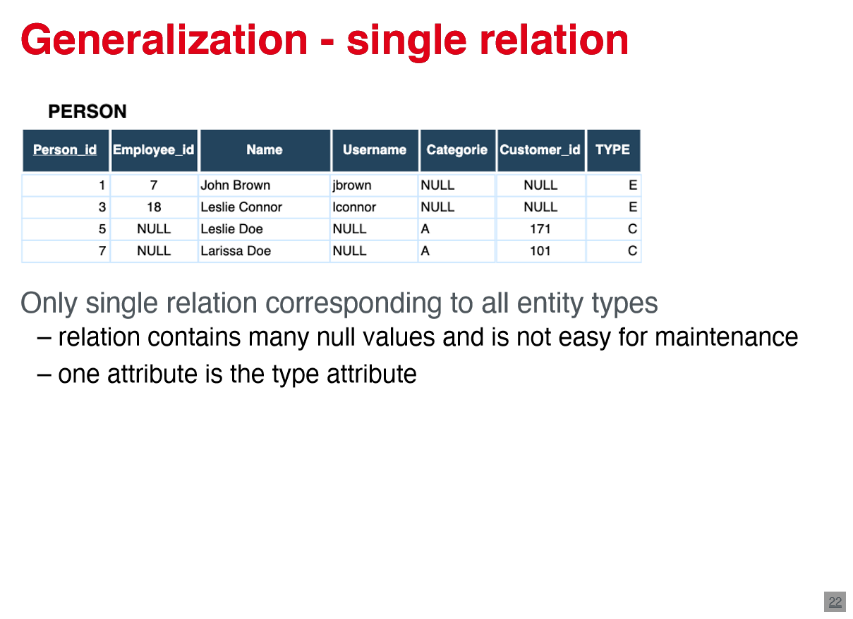 Generalization - single relation
PERSON
Person_id Employee_id Name Username Categorie Customer_id TYPE
1 7 John Brown jbrown NULL NULL E
3 18 Leslie Connor lconnor NULL NULL E
5 NULL Leslie Doe NULL A 171 C
7 NULL Larissa Doe NULL A 101 C
Only single relation corresponding to all entity types
– relation contains many null values and is not easy for maintenance
– one attribute is the type attribute
22